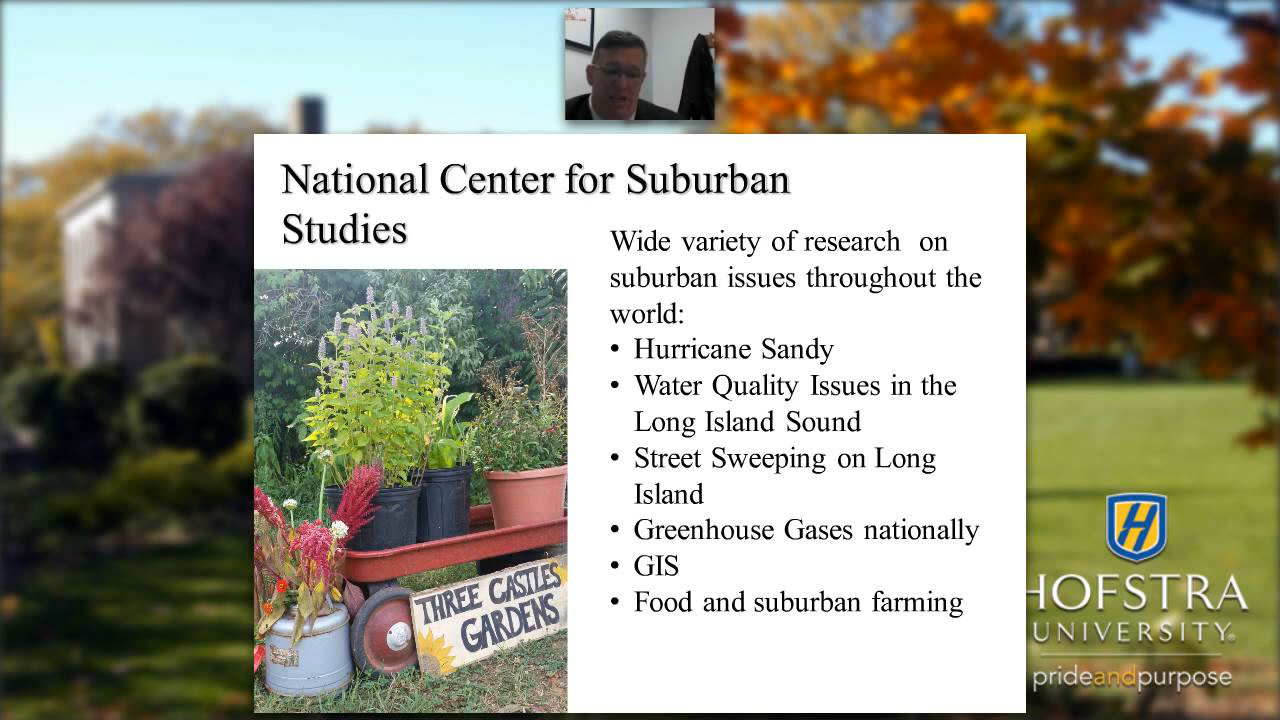 National Center for Suburban
Studies
Wide variety of research on
suburban issues throughout the
world:
• Hurricane Sandy
• Water Quality Issues in the
Long Island Sound
• Street Sweeping on Long
Island
• Greenhouse Gases nationally
• GIS
• Food and suburban farming
THREE CASTLES
GARDENS
H
HOFSTRA
UNIVERSITY®
prideandpurpose